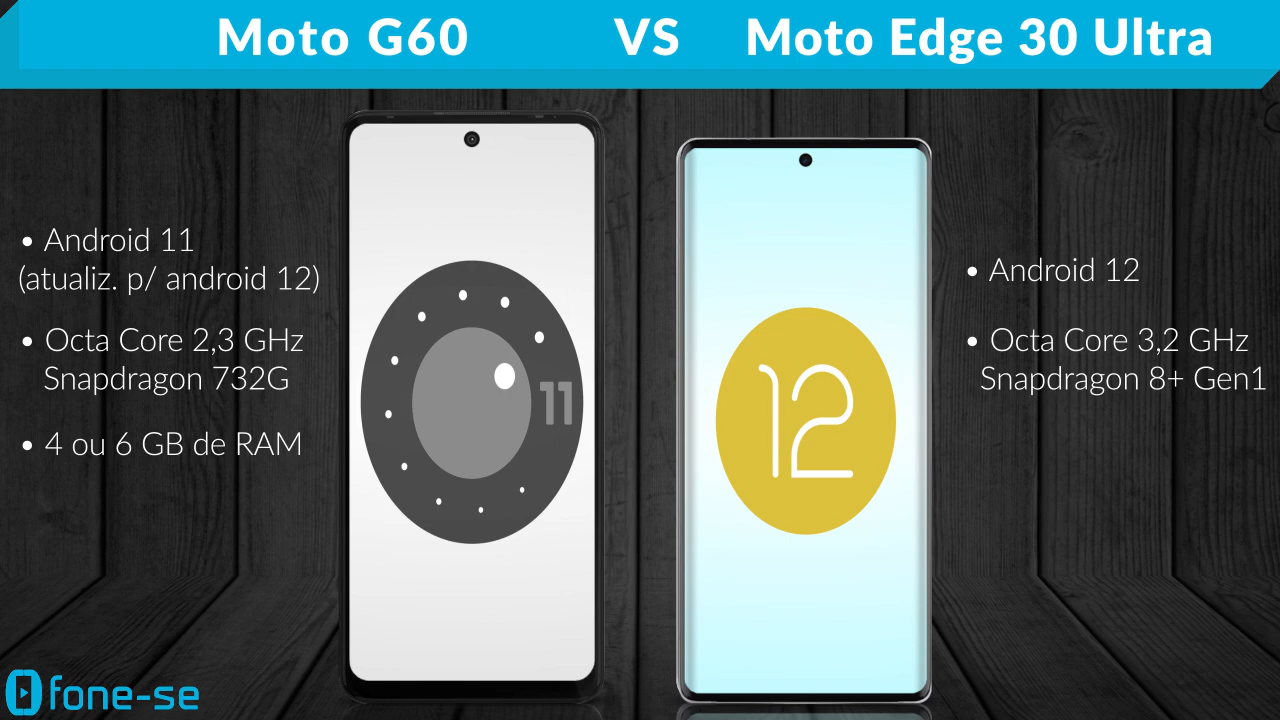 Moto G60 VS Moto Edge 30 Ultra
• Android 11
(atualiz. p/ android 12)
• Octa Core 2,3 GHz
Snapdragon 732G
• 4 ou 6 GB de RAM
11
12
• Android 12
• Octa Core 3,2 GHz
Snapdragon 8+ Gen1
fone-se